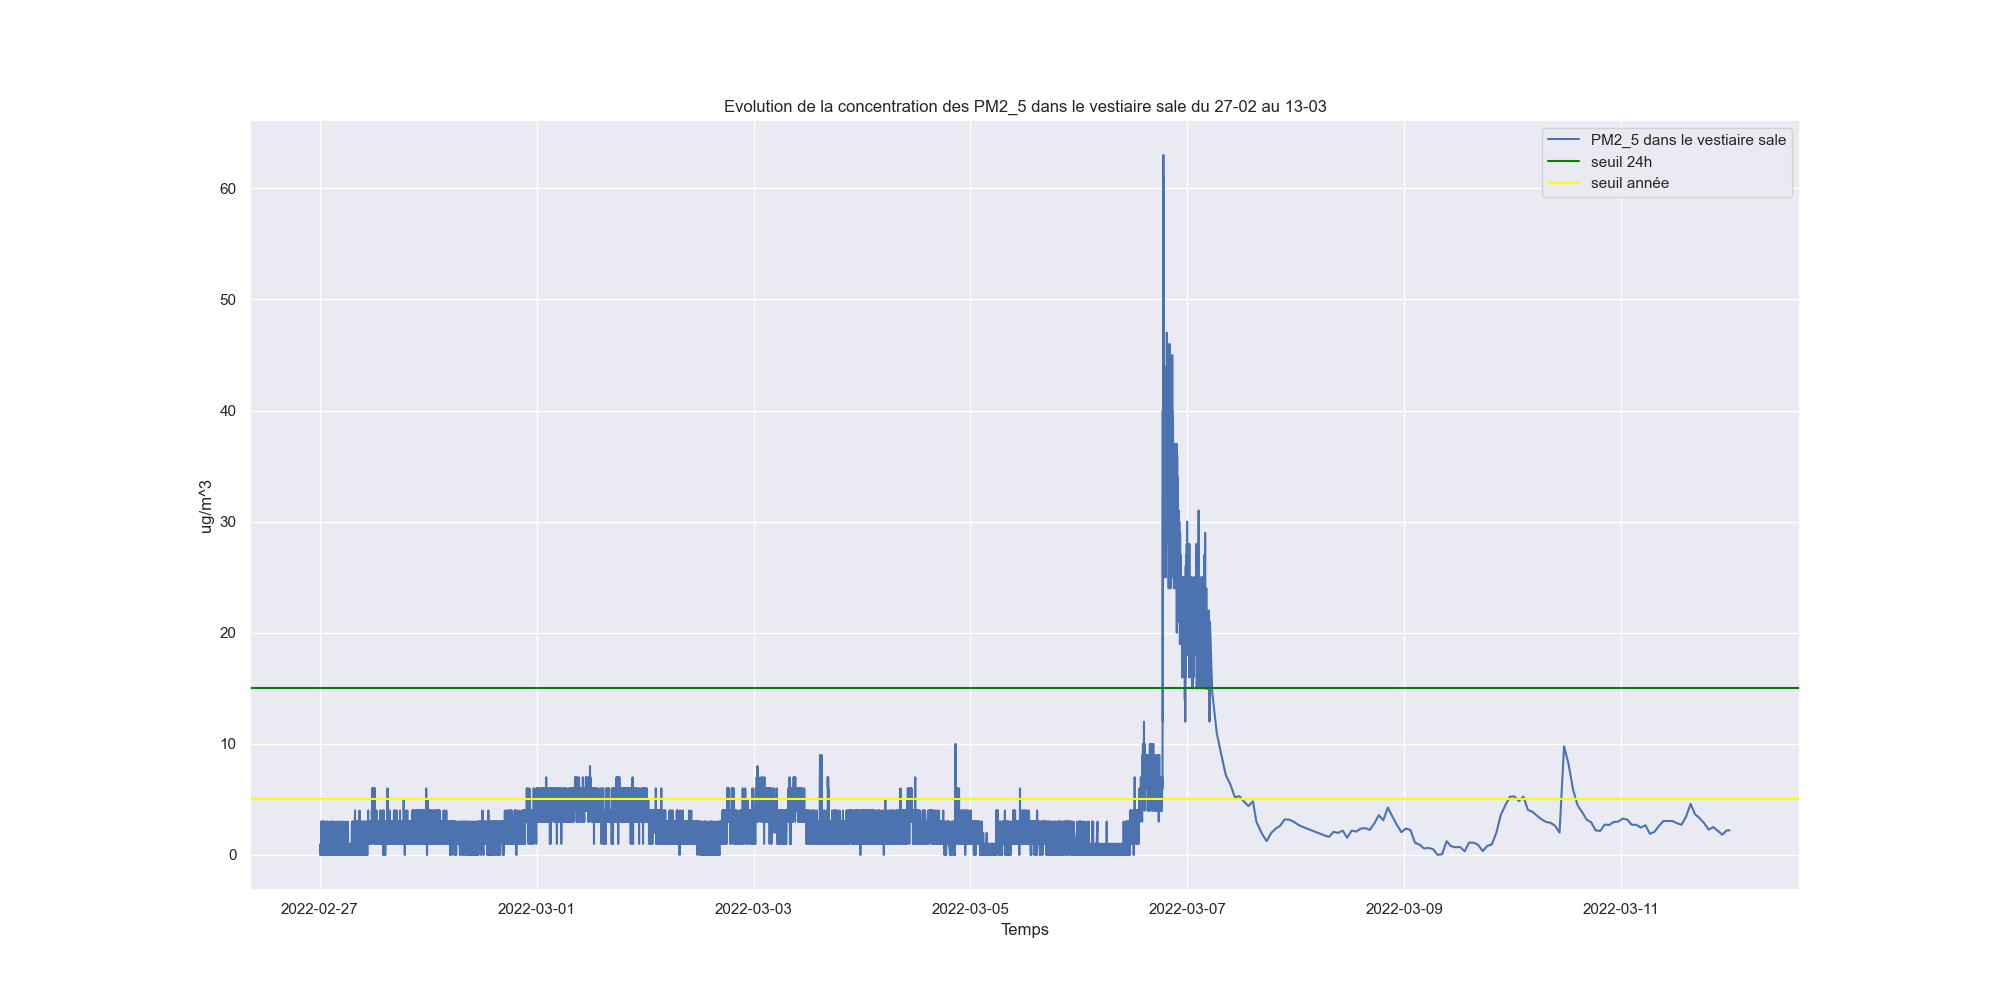 Evolution de la concentration des PM2_5 dans le vestiaire sale du 27-02 au 13-03
PM2_5 dans le vestiaire sale
seuil 24h
seuil année
60
50
40
30
20
10
0
ug/m^3
2022-02-27
2022-03-01
2022-03-03
2022-03-05
2022-03-07
2022-03-09
2022-03-11
Temps